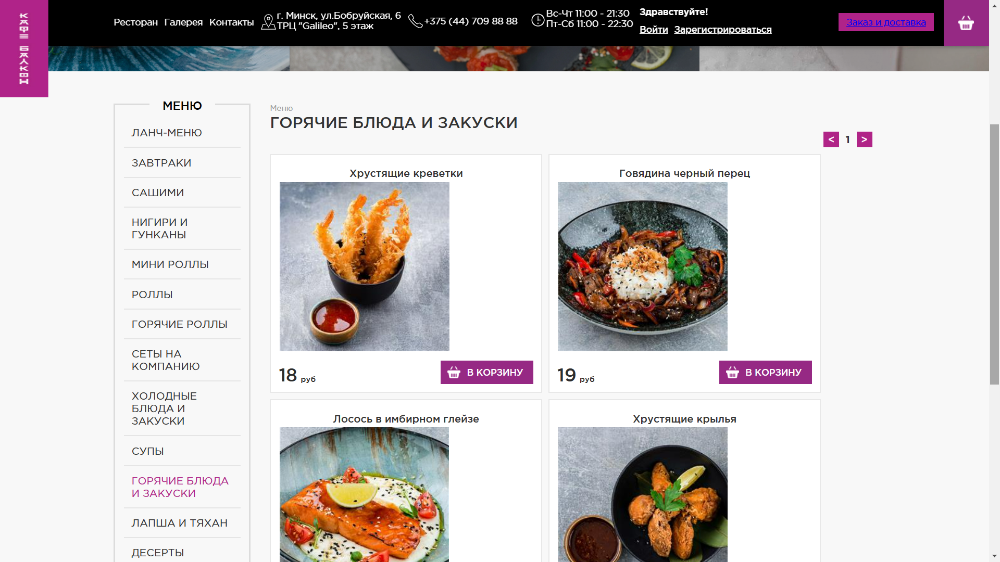 КАФЕ БАЛКОН
Ресторан Галерея Контакты
г. Минск, ул.Бобруйская, 6
ТРЦ "Galileo", 5 этаж
+375 (44) 709 88 88
Вс-Чт 11:00 - 21:30
Пт-Сб 11:00 - 22:30
Здравствуйте!
Войти Зарегистрироваться
Заказ и доставка
МЕНЮ
ЛАНЧ-МЕНЮ
ЗАВТРАКИ
САШИМИ
НИГИРИ И
ГУНКАНЫ
МИНИ РОЛЛЫ
РОЛЛЫ
ГОРЯЧИЕ РОЛЛЫ
СЕТЫ НА
КОМПАНИЮ
ХОЛОДНЫЕ
БЛЮДА И
ЗАКУСКИ
СУПЫ
ГОРЯЧИЕ БЛЮДА
И ЗАКУСКИ
ЛАПША И ТЯХАН
ДЕСЕРТЫ
Меню
ГОРЯЧИЕ БЛЮДА И ЗАКУСКИ
< 1 >
Хрустящие креветки
18 руб
В КОРЗИНУ
Говядина черный перец
19 руб
В КОРЗИНУ
Лосось в имбирном глейзе
Хрустящие крылья